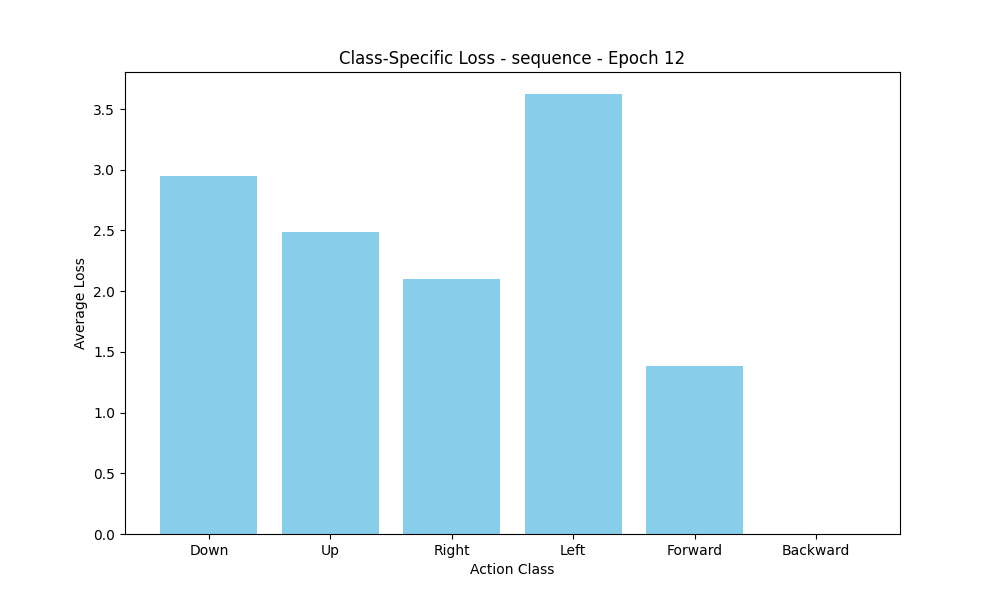 Class-Specific Loss - sequence - Epoch 12
3.5
3.0
2.5
2.0
1.5
1.0
0.5
0.0
Average Loss
Down Up Right Left Forward Backward
Action Class